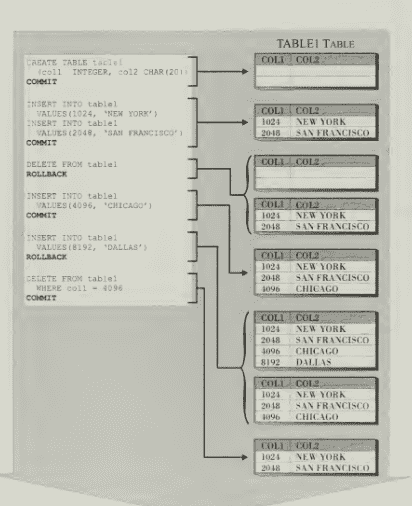 TABLE1 TABLE
CREATE TABLE table1
(col1 INTEGER, col2 CHAR(20))
COMMIT
INSERT INTO table1
VALUES(1024, 'NEW YORK')
INSERT INTO table1
VALUES(2048, 'SAN FRANCISCO')
COMMIT
DELETE FROM table1
ROLLBACK
INSERT INTO table1
VALUES(4096, 'CHICAGO')
COMMIT
INSERT INTO table1
VALUES(8192, 'DALLAS')
ROLLBACK
DELETE FROM table1
WHERE col1 = 4096
COMMIT
COL1 COL2
COL1 COL2
1024 NEW YORK
2048 SAN FRANCISCO
COL1 COL2
COL1 COL2
1024 NEW YORK
2048 SAN FRANCISCO
COL1 COL2
1024 NEW YORK
2048 SAN FRANCISCO
4096 CHICAGO
COL1 COL2
1024 NEW YORK
2048 SAN FRANCISCO
4096 CHICAGO
8192 DALLAS
COL1 COL2
1024 NEW YORK
2048 SAN FRANCISCO
4096 CHICAGO
COL1 COL2
1024 NEW YORK
2048 SAN FRANCISCO